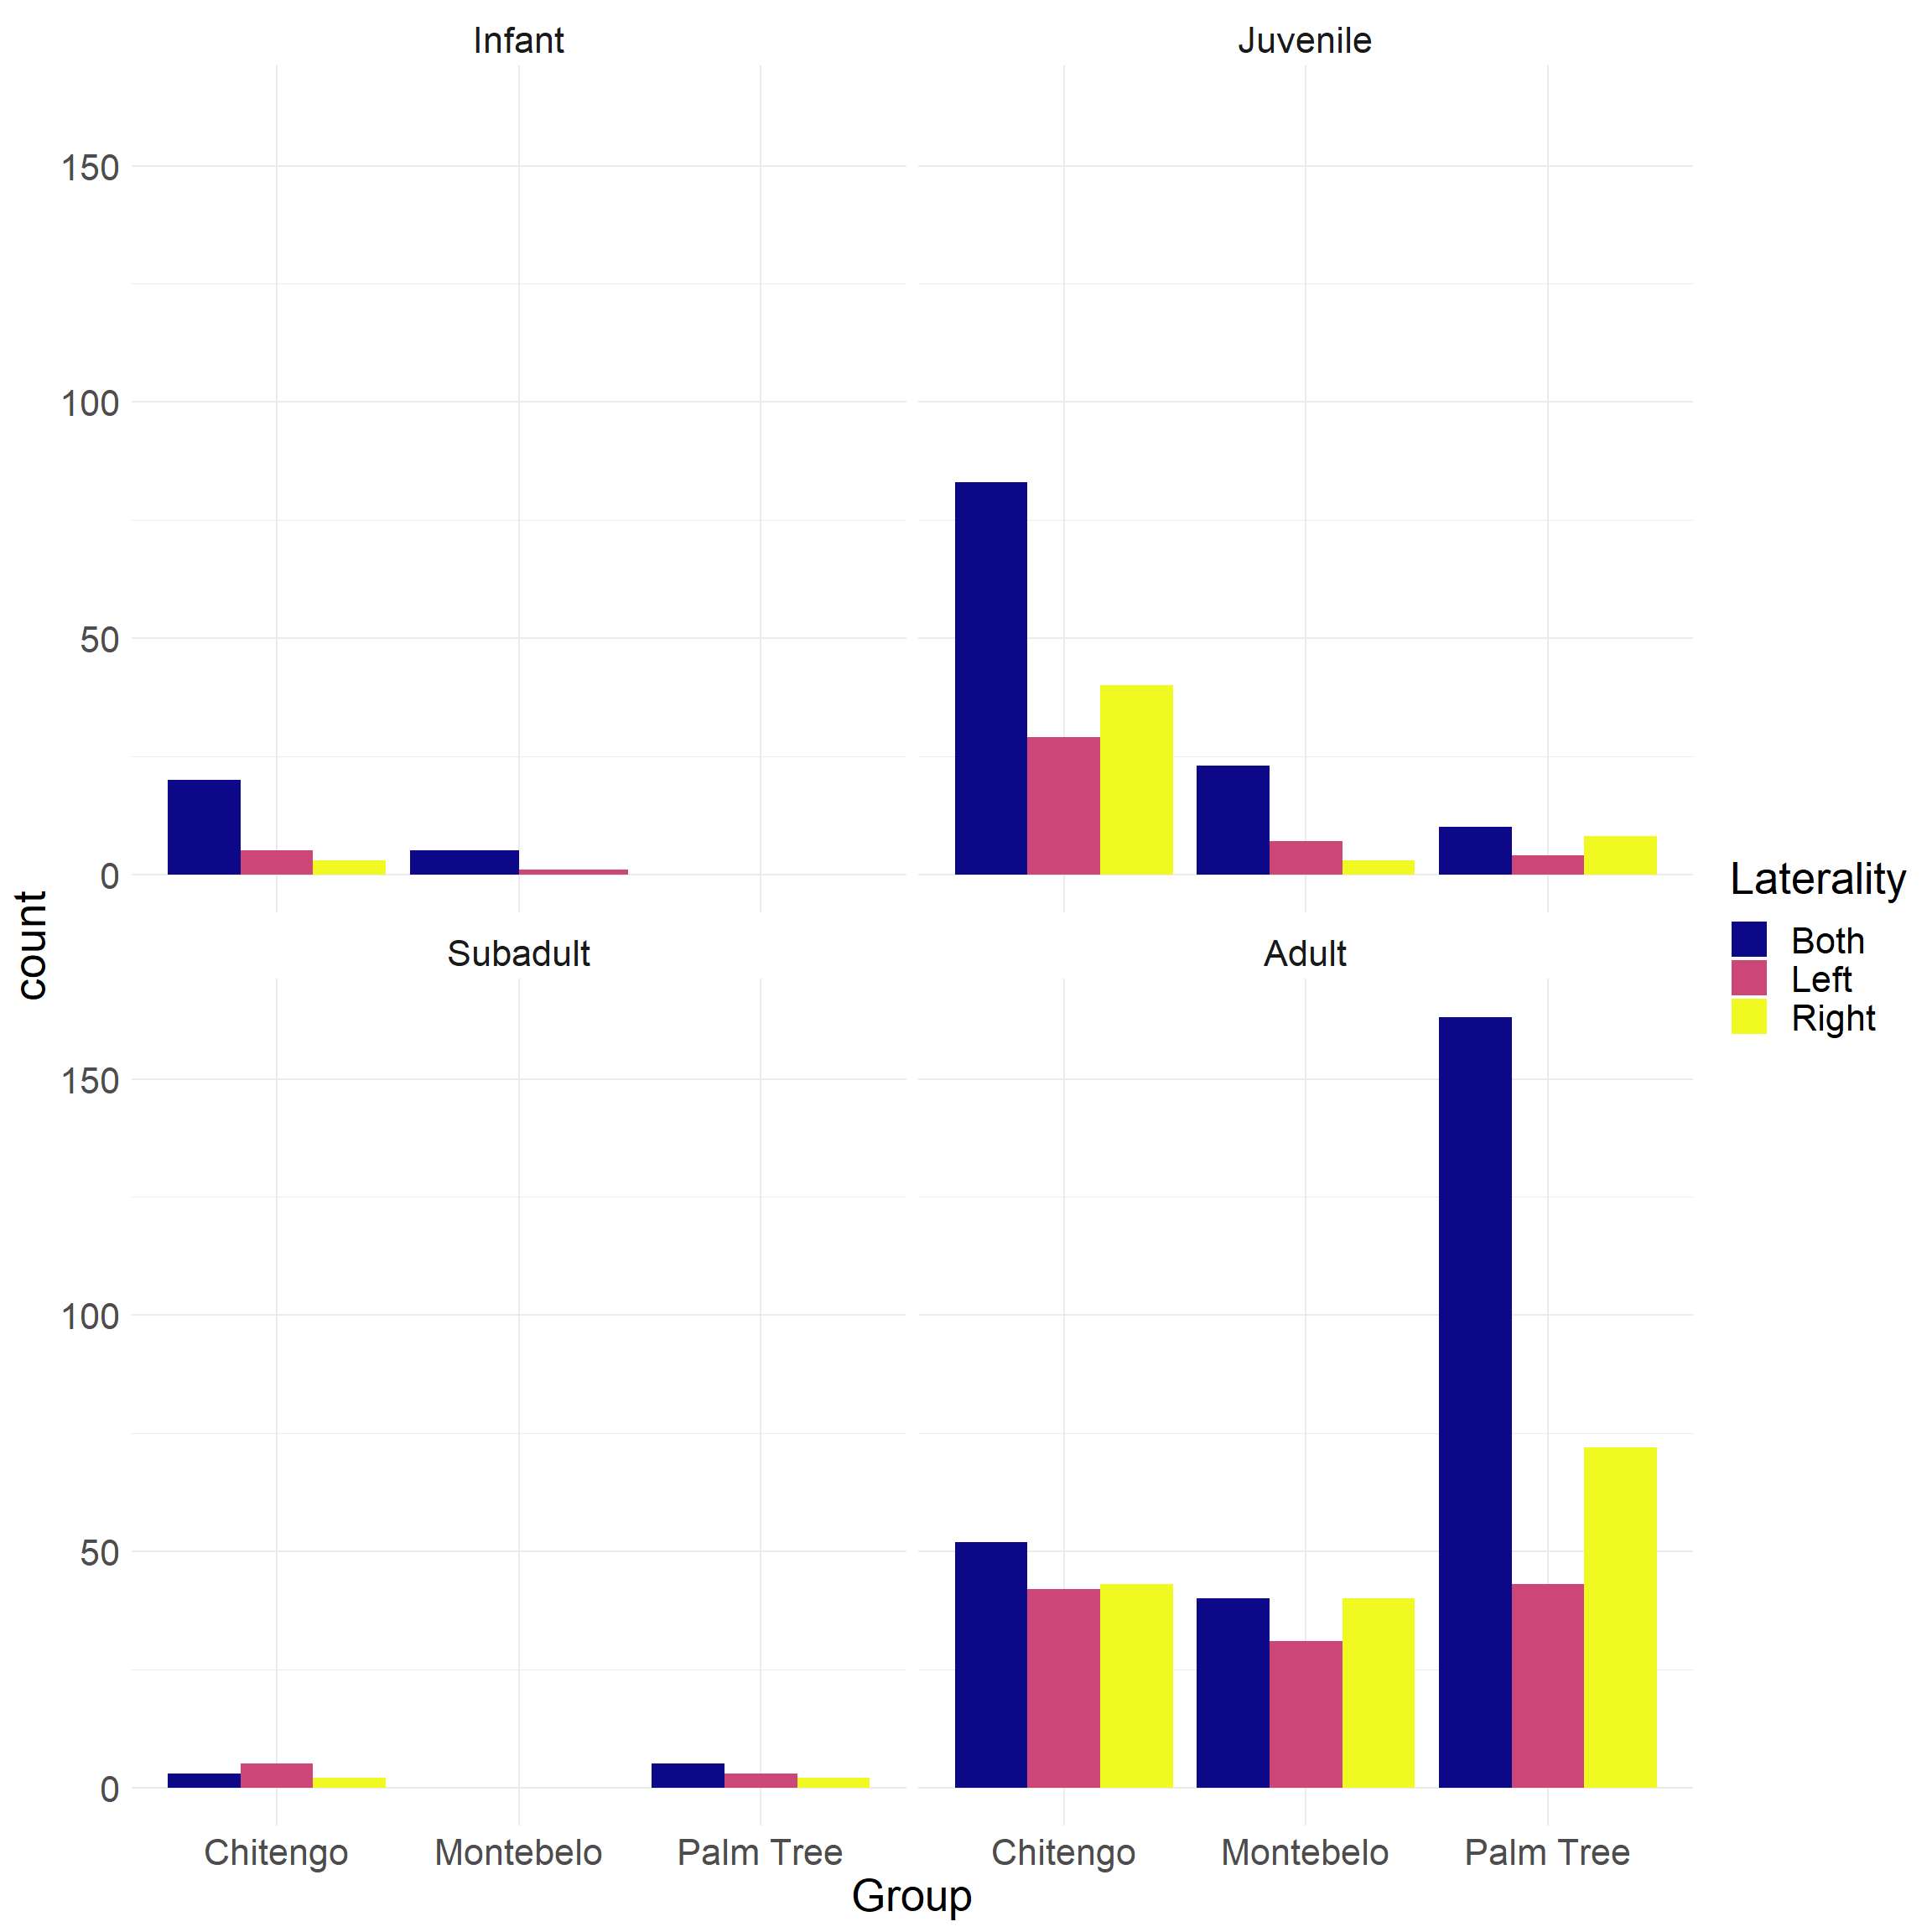 Infant
Juvenile
150
100
50
0
count
Subadult
Adult
150
100
50
0
Chitengo
Montebelo
Palm Tree
Chitengo
Montebelo
Palm Tree
Group
Laterality
Both
Left
Right